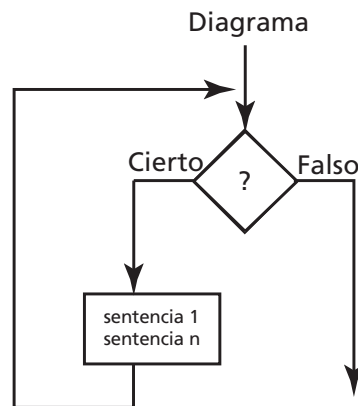 Diagrama
Cierto
?
Falso
sentencia 1
sentencia n